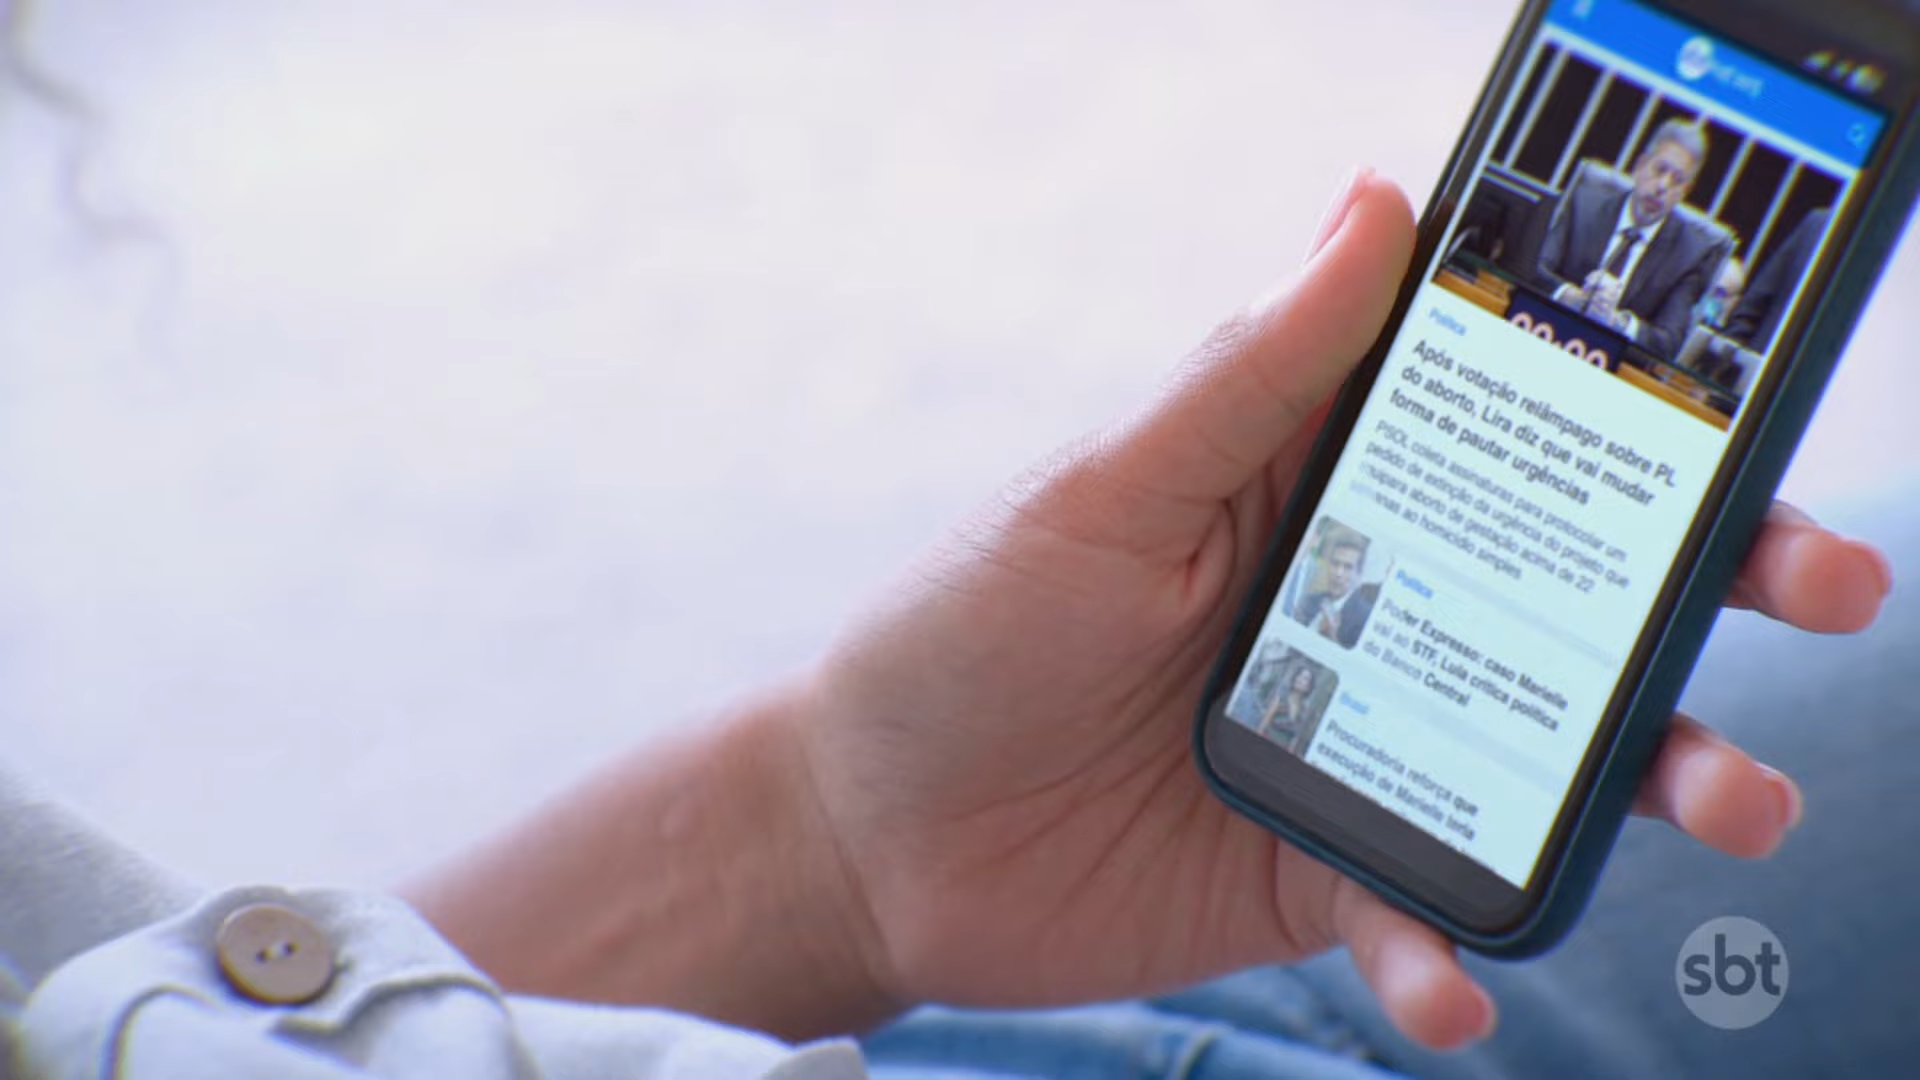 news
Política
Após votação relâmpago sobre PL
do aborto, Lira diz que vai mudar
forma de pautar urgências
PSOL coleta assinaturas para protocolar um
pedido de extinção da urgência do projeto que
equipara aborto de gestação acima de 22
semanas ao homicídio simples
Política
Poder Expresso: caso Marielle
vai ao STF, Lula critica política
do Banco Central
Brasil
Procuradoria reforça que
execução de Marielle teria
00:00
sbt